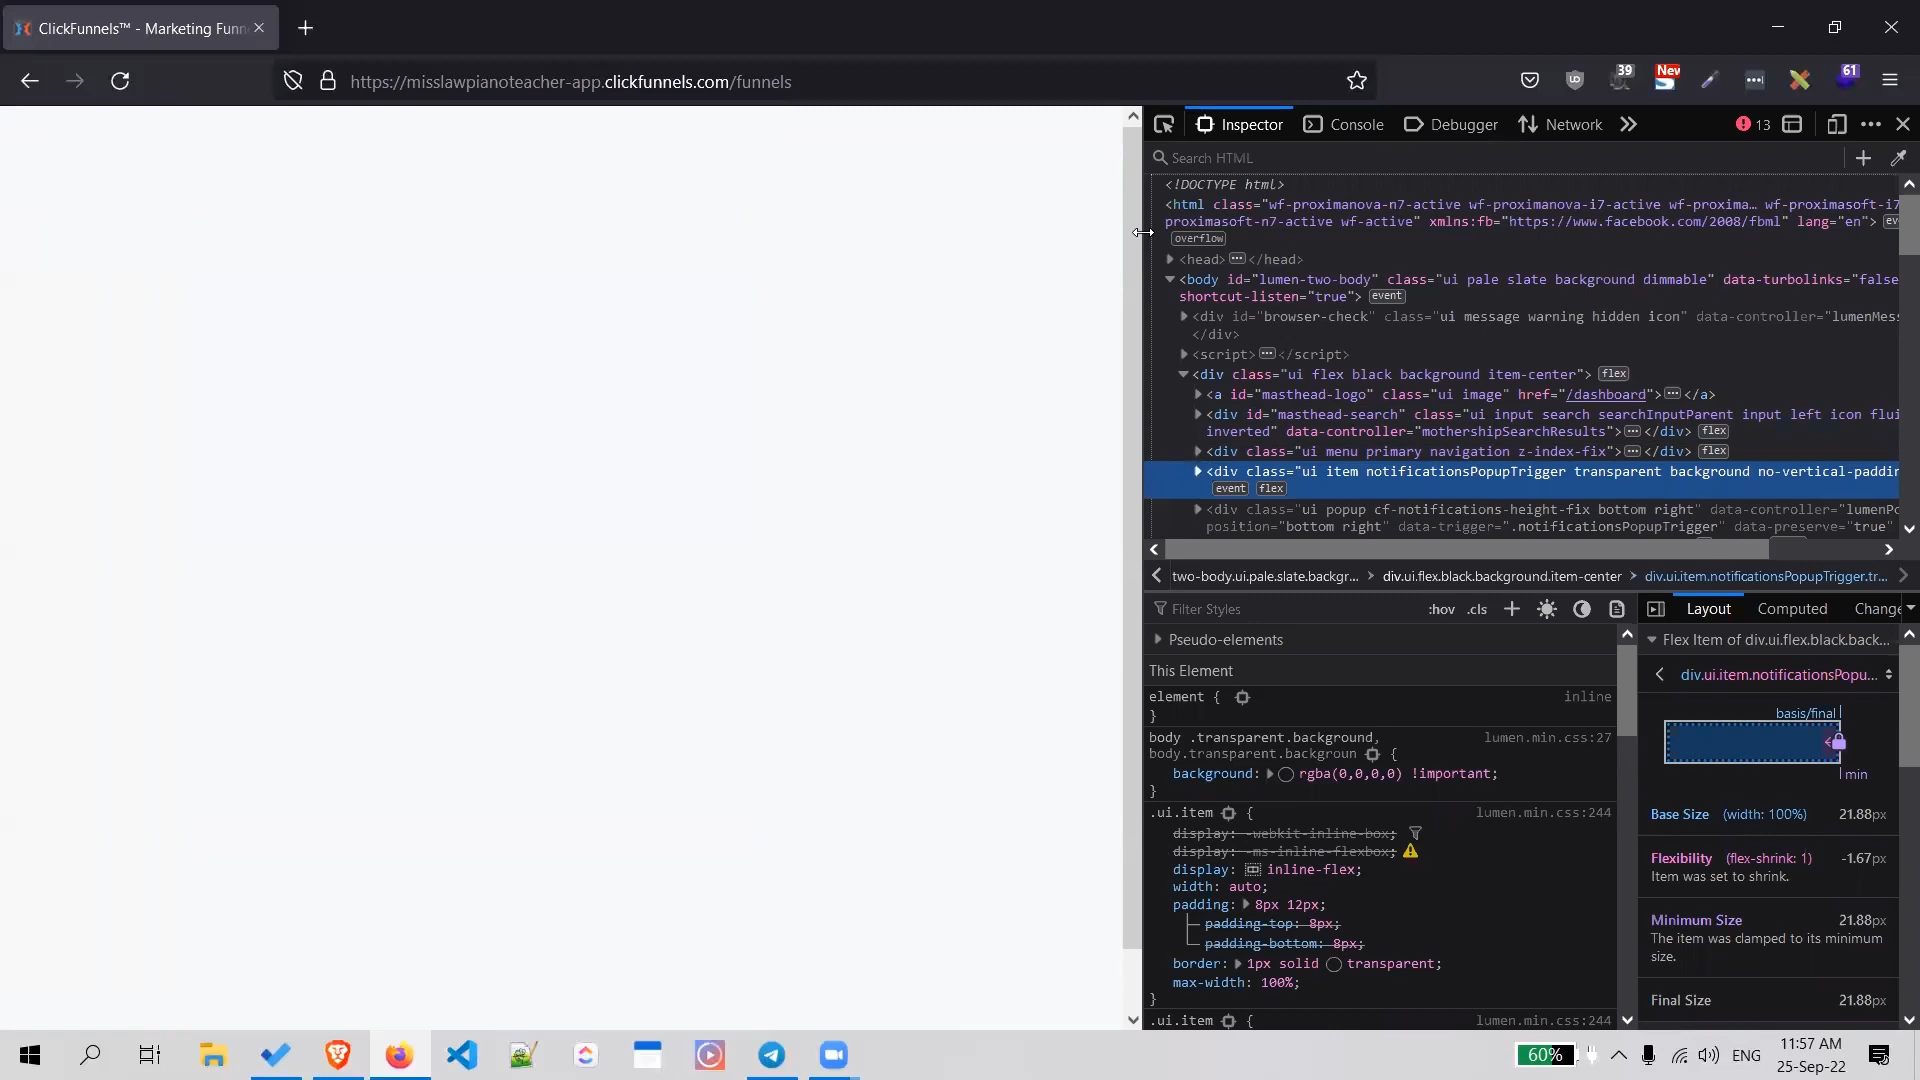 ClickFunnels™ - Marketing Funn
https://misslawpianoteacher-app.clickfunnels.com/funnels
39
New
61
Inspector
Console
Debugger
Network
13
Search HTML
<!DOCTYPE html>
<html class="wf-proximanova-n7-active wf-proximanova-i7-active wf-proxima… wf-proximasoft-i7
proximasoft-n7-active wf-active" xmlns:fb="https://www.facebook.com/2008/fbml" lang="en"> ev
overflow
<head> </head>
<body id="lumen-two-body" class="ui pale slate background dimmable" data-turbolinks="false
shortcut-listen="true"> event
<div id="browser-check" class="ui message warning hidden icon" data-controller="lumenMes
</div>
<script> </script>
<div class="ui flex black background item-center"> flex
<a id="masthead-logo" class="ui image" href="/dashboard"> </a>
<div id="masthead-search" class="ui input search searchInputParent input left icon flui
inverted" data-controller="mothershipSearchResults"> </div> flex
<div class="ui menu primary navigation z-index-fix"> </div> flex
<div class="ui item notificationsPopupTrigger transparent background no-vertical-paddin
event flex
<div class="ui popup cf-notifications-height-fix bottom right" data-controller="lumenPo
position="bottom right" data-trigger=".notificationsPopupTrigger" data-preserve="true"
two-body.ui.pale.slate.backgr... > div.ui.flex.black.background.item-center > div.ui.item.notificationsPopupTrigger.tr...
Filter Styles
:hov .cls
Layout
Computed
Change
Pseudo-elements
This Element
element {
inline
}
body .transparent.background,
lumen.min.css:27
body.transparent.backgroun {
background: rgba(0,0,0,0) !important;
}
.ui.item {
lumen.min.css:244
display: -webkit-inline-box;
display: -ms-inline-flexbox;
display: inline-flex;
width: auto;
padding: 8px 12px;
padding-top: 8px;
padding-bottom: 8px;
border: 1px solid transparent;
max-width: 100%;
}
.ui.item {
lumen.min.css:244
Flex Item of div.ui.flex.black.back...
div.ui.item.notificationsPopu...
basis/final
min
Base Size (width: 100%) 21.88px
Flexibility (flex-shrink: 1) -1.67px
Item was set to shrink.
Minimum Size 21.88px
The item was clamped to its minimum
size.
Final Size 21.88px
60%
ENG
11:57 AM
25-Sep-22